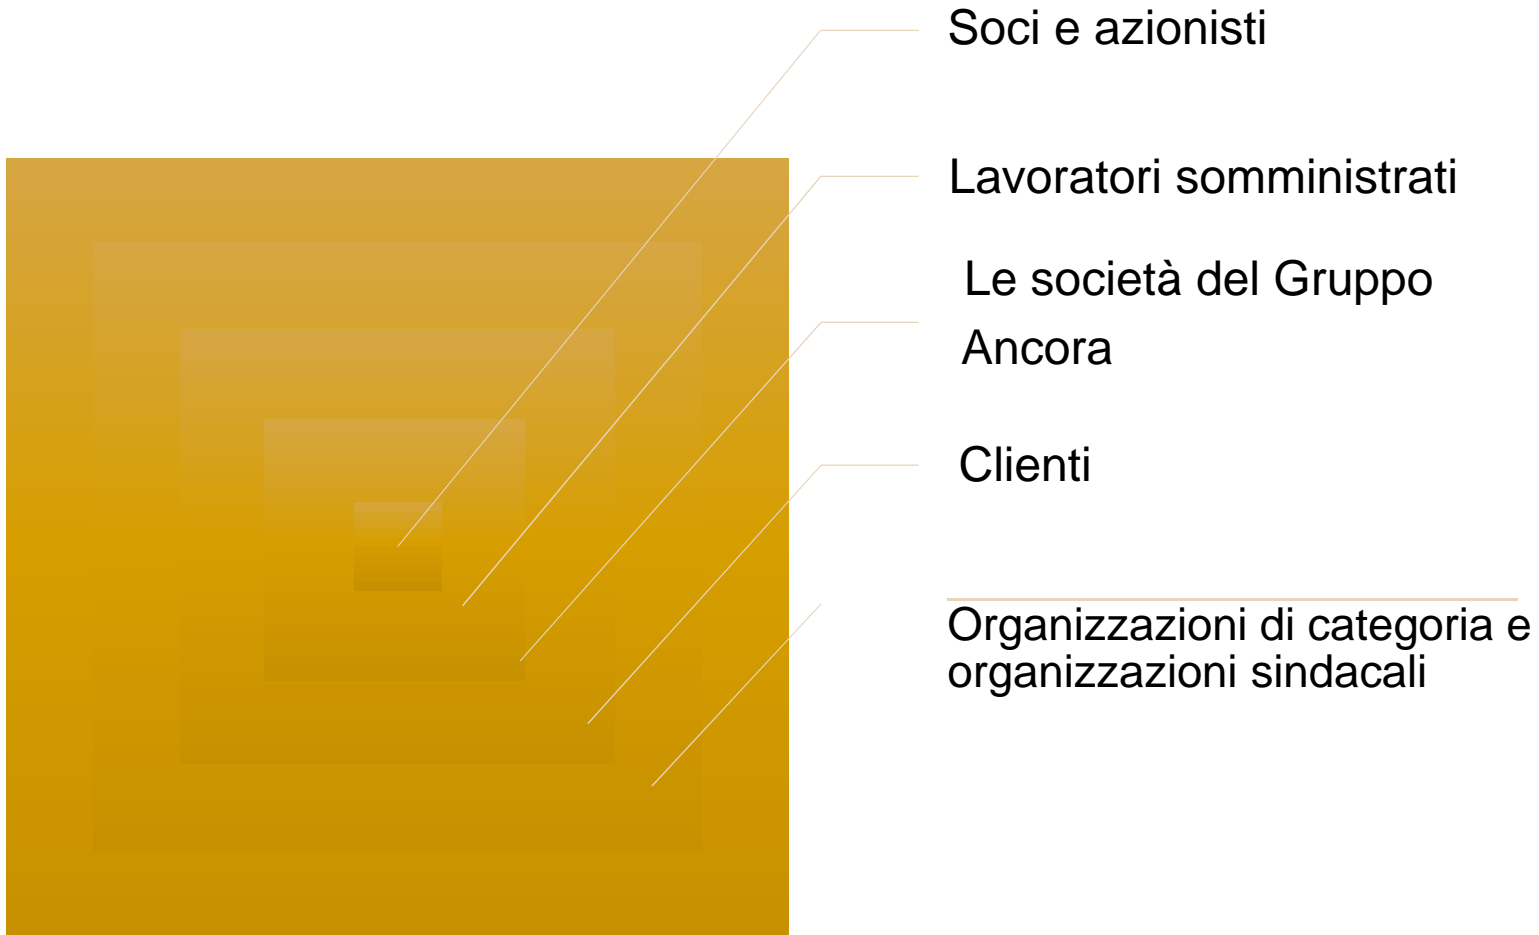 Soci e azionisti
Lavoratori somministrati
Le società del Gruppo
Ancora
Clienti
Organizzazioni di categoria e
organizzazioni sindacali